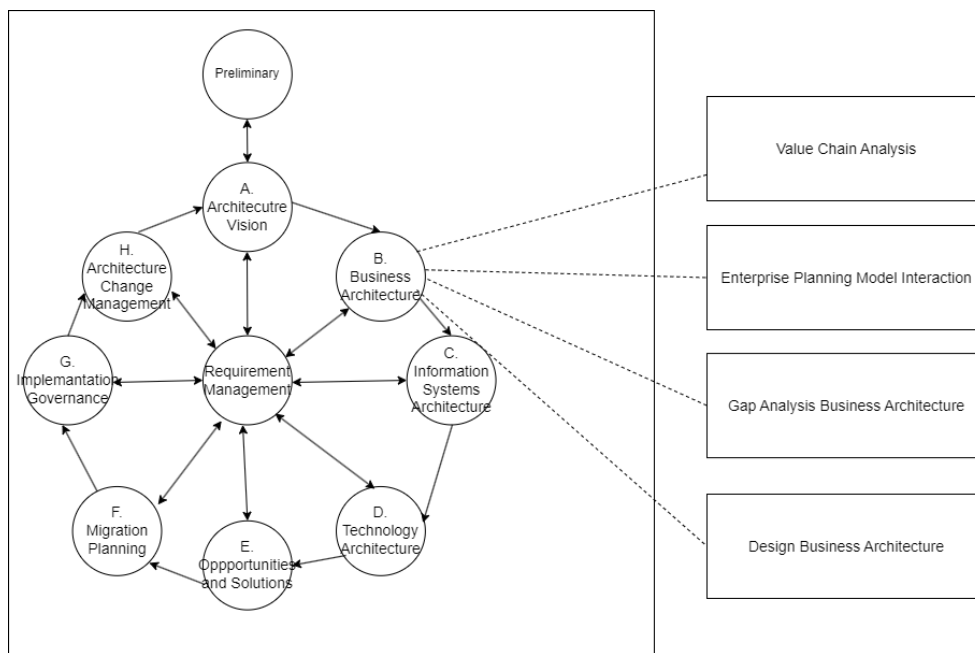 Preliminary
A.
Architecutre
Vision
H.
Architecture
Change
Management
B.
Business
Architecture
G.
Implemantation
Governance
Requirement
Management
C.
Information
Systems
Architecture
F.
Migration
Planning
E.
Oppportunities
and Solutions
D.
Technology
Architecture
Value Chain Analysis
Enterprise Planning Model Interaction
Gap Analysis Business Architecture
Design Business Architecture